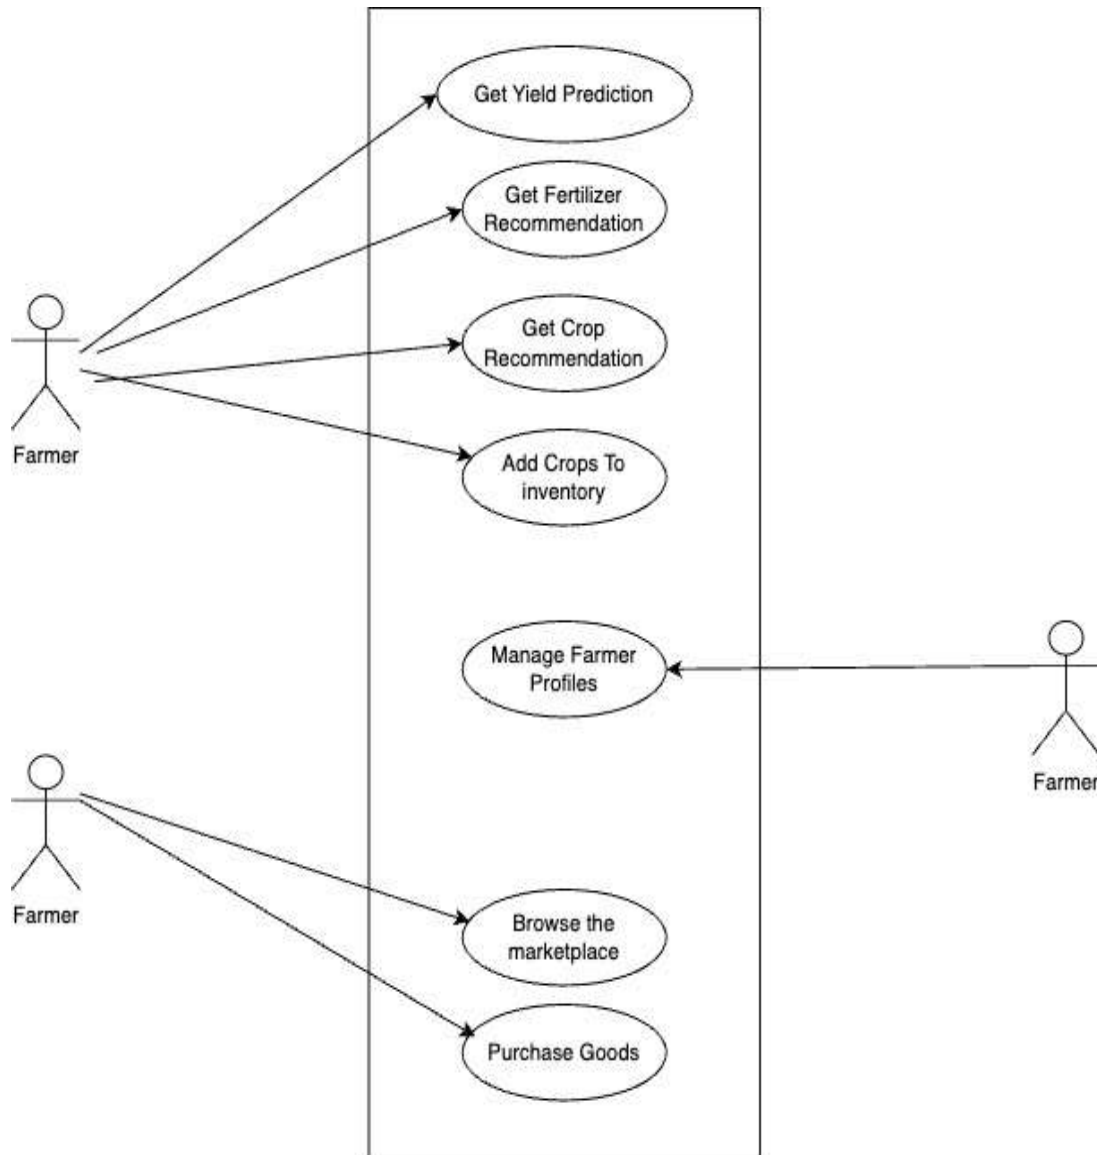 Get Yield Prediction
Get Fertilizer
Recommendation
Get Crop
Recommendation
Farmer
Add Crops To
inventory
Manage Farmer
Profiles
Farmer
Farmer
Browse the
marketplace
Purchase Goods